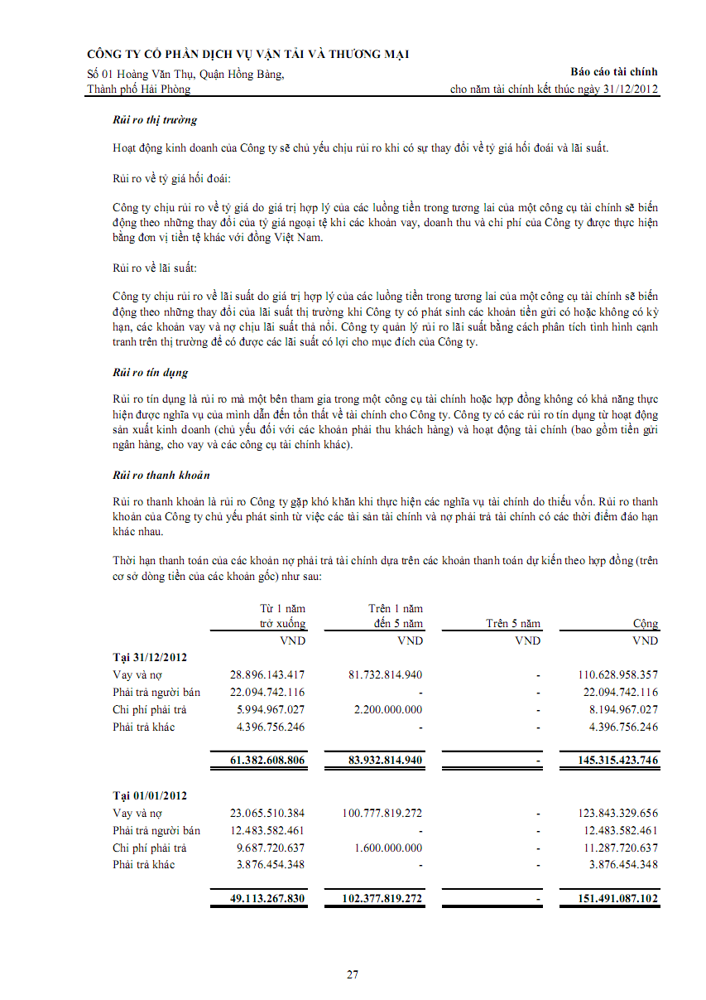 CÔNG TY CỔ PHẦN DỊCH VỤ VẬN TẢI VÀ THƯƠNG MẠI
Số 01 Hoàng Văn Thụ, Quận Hồng Bàng,
Báo cáo tài chính
Thành phố Hải Phòng
cho năm tài chính kết thúc ngày 31/12/2012
Rủi ro thị trường
Hoạt động kinh doanh của Công ty sẽ chủ yếu chịu rủi ro khi có sự thay đổi về tỷ giá hối đoái và lãi suất.
Rủi ro về tỷ giá hối đoái:
Công ty chịu rủi ro về tỷ giá do giá trị hợp lý của các luồng tiền trong tương lai của một công cụ tài chính sẽ biến
động theo những thay đổi của tỷ giá ngoại tệ khi các khoản vay, doanh thu và chi phí của Công ty được thực hiện
bằng đơn vị tiền tệ khác với đồng Việt Nam.
Rủi ro về lãi suất:
Công ty chịu rủi ro về lãi suất do giá trị hợp lý của các luồng tiền trong tương lai của một công cụ tài chính sẽ biến
động theo những thay đổi của lãi suất thị trường khi Công ty có phát sinh các khoản tiền gửi có hoặc không có kỳ
hạn, các khoản vay và nợ chịu lãi suất thả nổi. Công ty quản lý rủi ro lãi suất bằng cách phân tích tình hình cạnh
tranh trên thị trường để có được các lãi suất có lợi cho mục đích của Công ty.
Rủi ro tín dụng
Rủi ro tín dụng là rủi ro mà một bên tham gia trong một công cụ tài chính hoặc hợp đồng không có khả năng thực
hiện được nghĩa vụ của mình dẫn đến tổn thất về tài chính cho Công ty. Công ty có các rủi ro tín dụng từ hoạt động
sản xuất kinh doanh (chủ yếu đối với các khoản phải thu khách hàng) và hoạt động tài chính (bao gồm tiền gửi
ngân hàng, cho vay và các công cụ tài chính khác).
Rủi ro thanh khoản
Rủi ro thanh khoản là rủi ro Công ty gặp khó khăn khi thực hiện các nghĩa vụ tài chính do thiếu vốn. Rủi ro thanh
khoản của Công ty chủ yếu phát sinh từ việc các tài sản tài chính và nợ phải trả tài chính có các thời điểm đáo hạn
khác nhau.
Thời hạn thanh toán của các khoản nợ phải trả tài chính dựa trên các khoản thanh toán dự kiến theo hợp đồng (trên
cơ sở dòng tiền của các khoản gốc) như sau:
Từ 1 năm Trên 1 năm
trở xuống đến 5 năm Trên 5 năm Cộng
VND VND VND VND
Tại 31/12/2012
Vay và nợ 28.896.143.417 81.732.814.940 - 110.628.958.357
Phải trả người bán 22.094.742.116 - - 22.094.742.116
Chi phí phải trả 5.994.967.027 2.200.000.000 - 8.194.967.027
Phải trả khác 4.396.756.246 - - 4.396.756.246
61.382.608.806 83.932.814.940 - 145.315.423.746
Tại 01/01/2012
Vay và nợ 23.065.510.384 100.777.819.272 - 123.843.329.656
Phải trả người bán 12.483.582.461 - - 12.483.582.461
Chi phí phải trả 9.687.720.637 1.600.000.000 - 11.287.720.637
Phải trả khác 3.876.454.348 - - 3.876.454.348
49.113.267.830 102.377.819.272 - 151.491.087.102
27